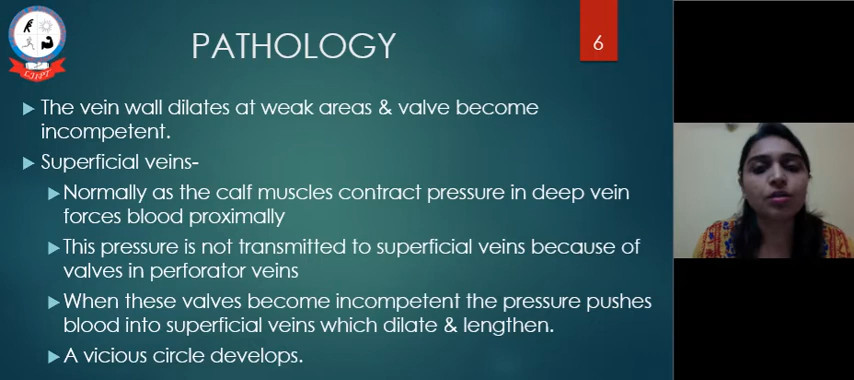 PATHOLOGY
6
LJIPT
The vein wall dilates at weak areas & valve become
incompetent.
Superficial veins-
Normally as the calf muscles contract pressure in deep vein
forces blood proximally
This pressure is not transmitted to superficial veins because of
valves in perforator veins
When these valves become incompetent the pressure pushes
blood into superficial veins which dilate & lengthen.
A vicious circle develops.